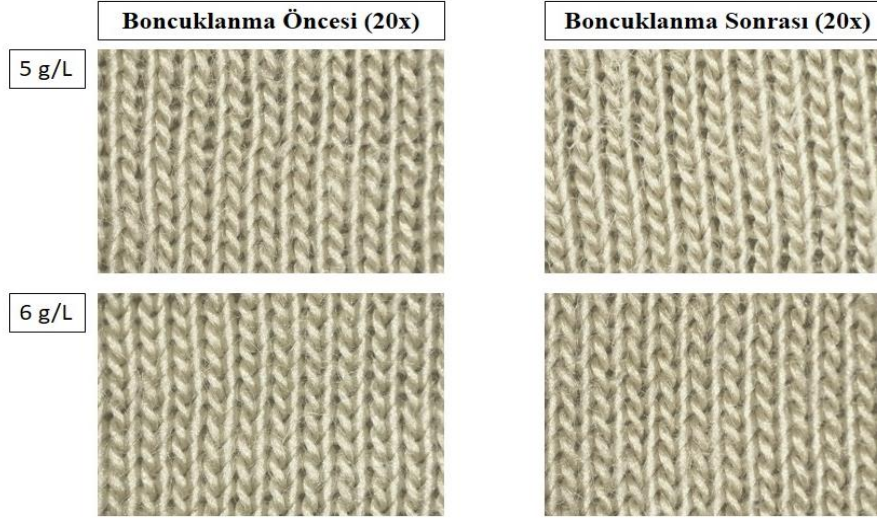 Boncuklanma Öncesi (20x)
Boncuklanma Sonrası (20x)
5 g/L
6 g/L